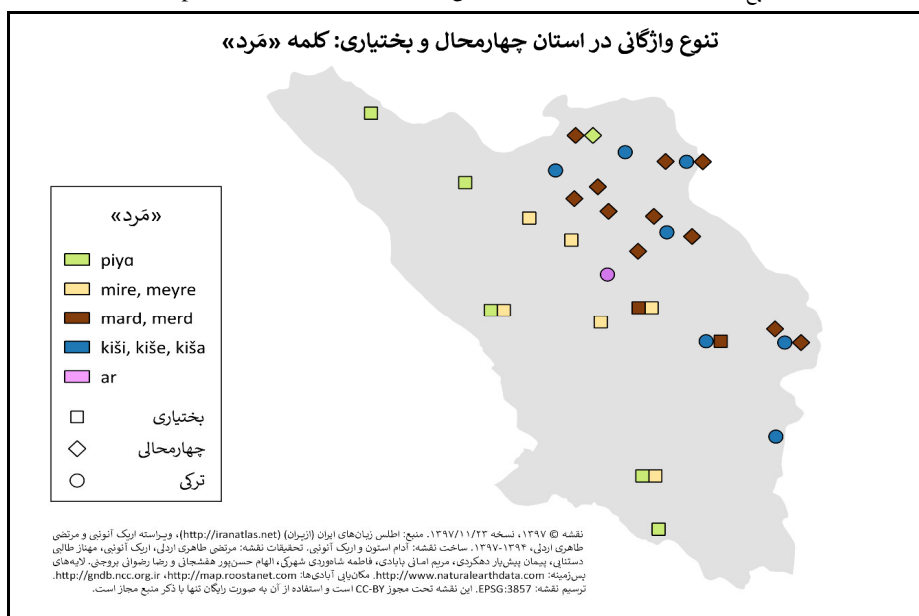 تنوع واژگانی در استان چهارمحال و بختیاری: کلمه «مَرد»
«مَرد»
piyɑ
mire, meyre
mard, merd
kiši, kiše, kiša
ar
بختیاری
چهارمحالی
ترکی
نقشه © ۱۳۹۷، نسخه ۱۳۹۷/۱۱/۲۳. منبع: اطلس زبان‌های ایران (ازیران) (http://iranatlas.net)، ویراسته اریک آنونبی و مرتضی
طاهری اردلی، ۱۳۹۴-۱۳۹۷. ساخت نقشه: آدام استون و اریک آنونبی. تحقیقات نقشه: مرتضی طاهری اردلی، اریک آنونبی، مهناز طالبی
دستنایی، پیمان پیش‌یار دهکردی، مریم امانی بابادی، فاطمه شاه‌وردی شهرکی، الهام حسن‌پور هفشجانی و رضا رضوانی بروجنی. لایه‌های
پس‌زمینه: http://www.naturalearthdata.com. مکان‌یابی آبادی‌ها: http://map.roostanet.com، http://gndb.ncc.org.ir.
ترسیم نقشه: EPSG:3857. این نقشه تحت مجوز CC-BY است و استفاده از آن به صورت رایگان تنها با ذکر منبع مجاز است.